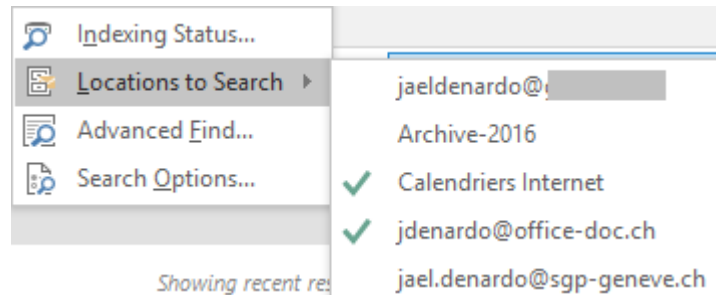 Indexing Status...
Locations to Search
Advanced Find...
Search Options...
jaeldenardo@
Archive-2016
Calendriers Internet
jdenardo@office-doc.ch
jael.denardo@sgp-geneve.ch
Showing recent res